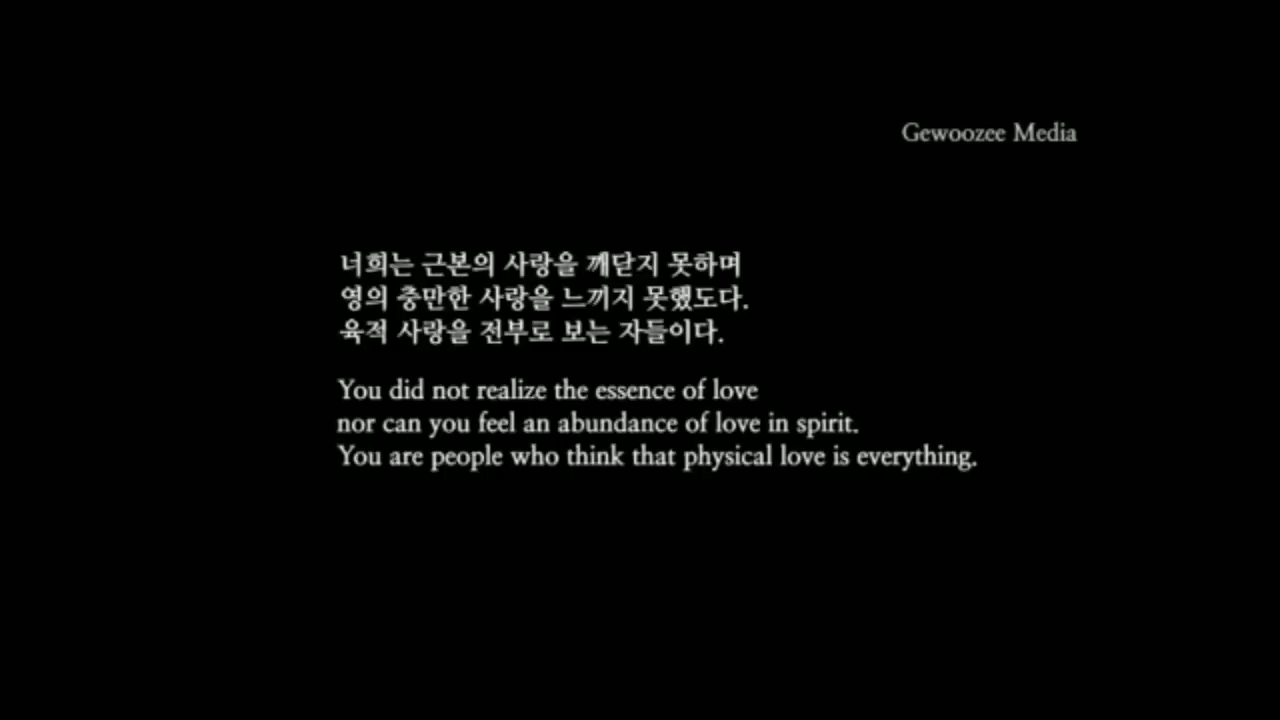 Gewoozee Media
너희는 근본의 사랑을 깨닫지 못하며
영의 충만한 사랑을 느끼지 못했도다.
육적 사랑을 전부로 보는 자들이다.
You did not realize the essence of love
nor can you feel an abundance of love in spirit.
You are people who think that physical love is everything.